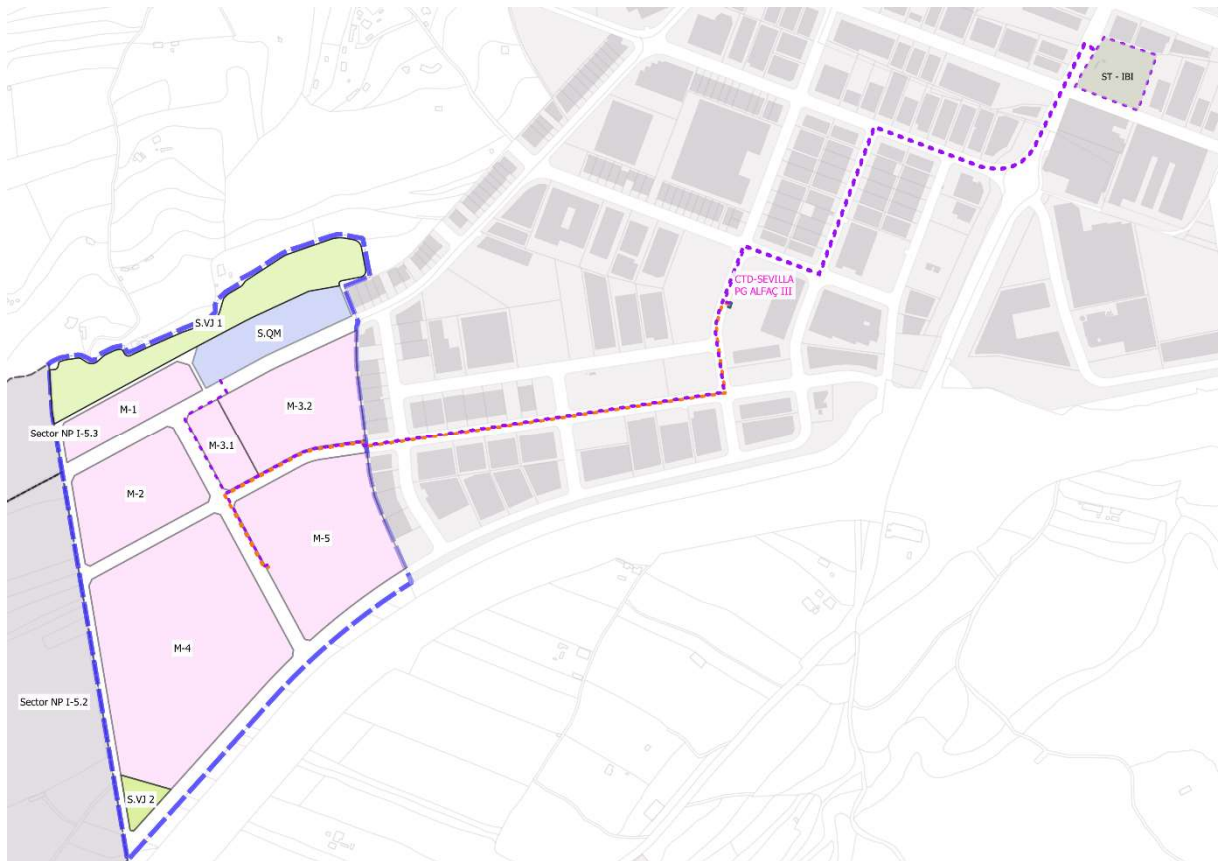 ST - IBI
CTD-SEVILLA
PG ALFAÇ III
S.VJ 1
S.QM
M-1
M-3.2
Sector NP I-5.3
M-3.1
M-2
M-5
M-4
Sector NP I-5.2
S.VJ 2